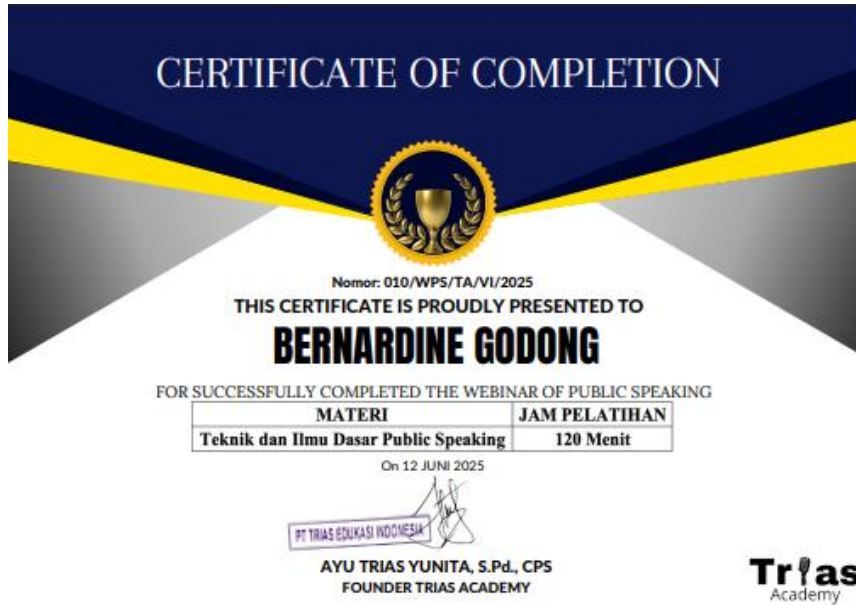 CERTIFICATE OF COMPLETION
Nomor: 010/WPS/TA/VI/2025
THIS CERTIFICATE IS PROUDLY PRESENTED TO
BERNARDINE GODONG
FOR SUCCESSFULLY COMPLETED THE WEBINAR OF PUBLIC SPEAKING
MATERI JAM PELATIHAN
Teknik dan Ilmu Dasar Public Speaking 120 Menit
On 12 JUNI 2025
PT TRIAS EDUKASI INDONESIA
AYU TRIAS YUNITA, S.Pd., CPS
FOUNDER TRIAS ACADEMY
Trias
Academy